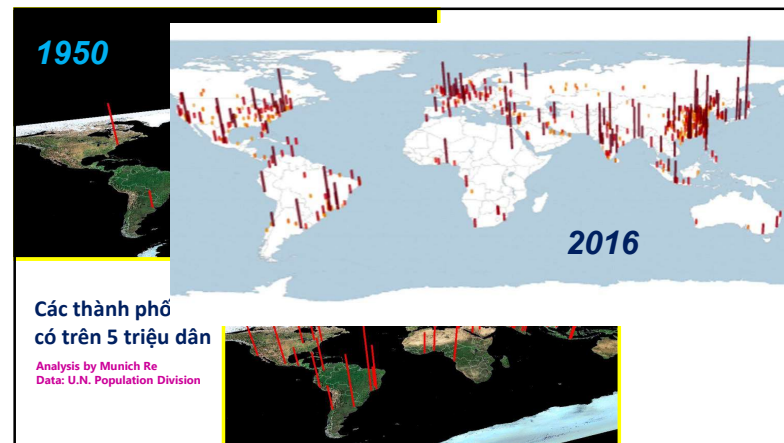 1950
2016
Các thành phố
có trên 5 triệu dân
Analysis by Munich Re
Data: U.N. Population Division